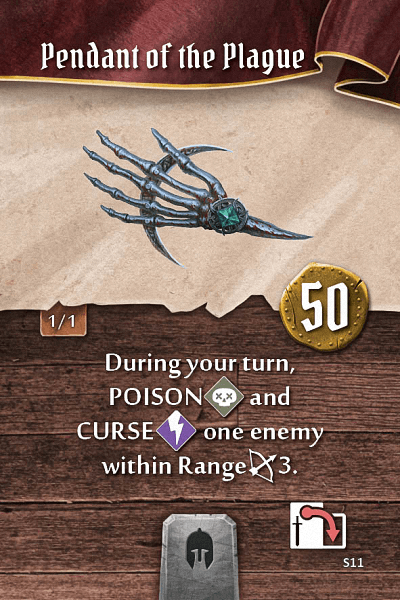 Pendant of the Plague
50
1/1
During your turn,
POISON and
CURSE one enemy
within Range 3.
S11